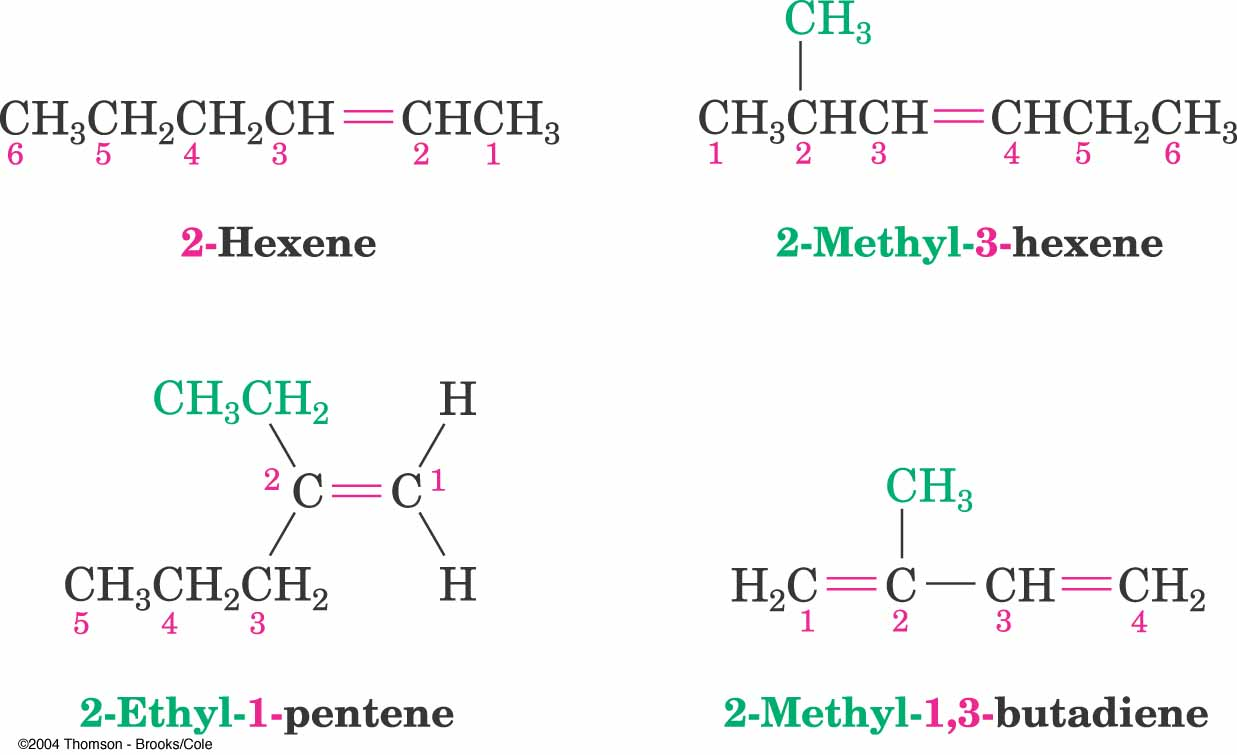 CH₃
CH₃CH₂CH₂CH=CHCH₃
6 5 4 3 2 1
2-Hexene
CH₃CHCH=CHCH₂CH₃
1 2 3 4 5 6
2-Methyl-3-hexene
CH₃CH₂ H
2 C=C 1
CH₃CH₂CH₂ H
5 4 3
2-Ethyl-1-pentene
CH₃
H₂C=C—CH=CH₂
1 2 3 4
2-Methyl-1,3-butadiene
©2004 Thomson - Brooks/Cole